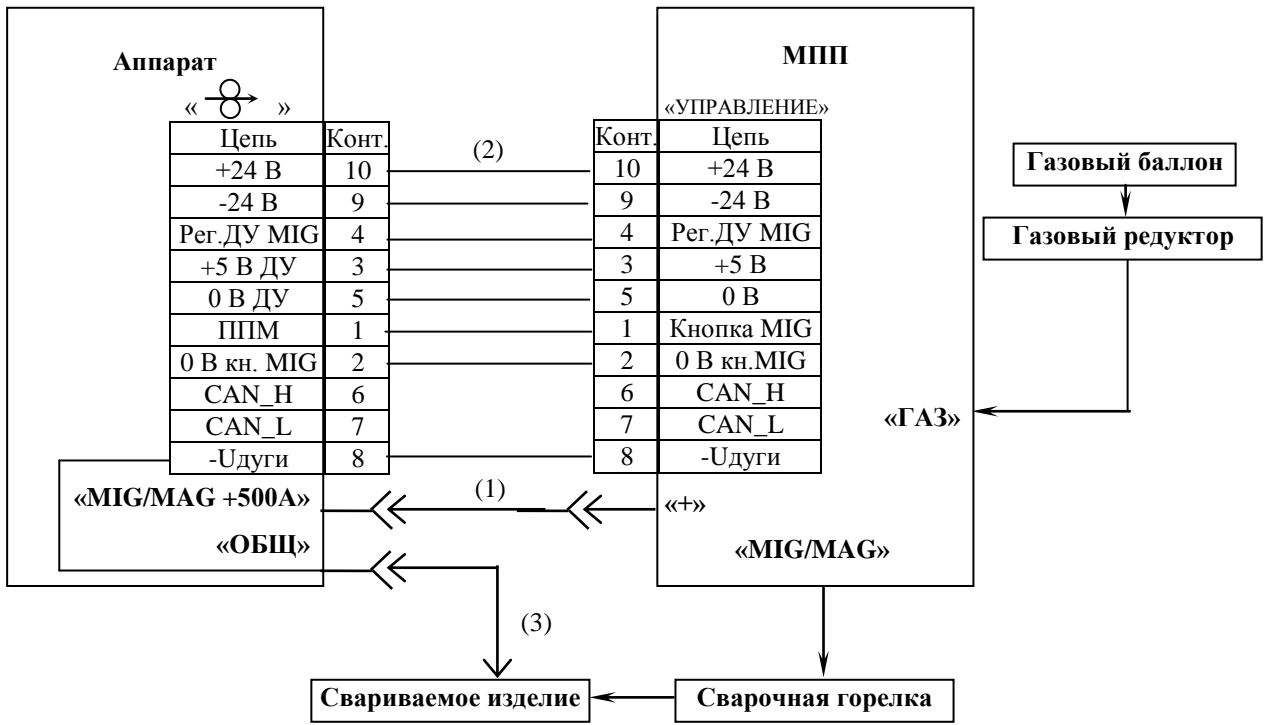 Аппарат
МПП
« »
«УПРАВЛЕНИЕ»
Цепь Конт.
+24 В 10
-24 В 9
Рег.ДУ MIG 4
+5 В ДУ 3
0 В ДУ 5
ППМ 1
0 В кн. MIG 2
CAN_H 6
CAN_L 7
-Uдуги 8
(2)
Конт. Цепь
10 +24 В
9 -24 В
4 Рег.ДУ MIG
3 +5 В
5 0 В
1 Кнопка MIG
2 0 В кн.MIG
6 CAN_H
7 CAN_L
8 -Uдуги
Газовый баллон
Газовый редуктор
«ГАЗ»
«MIG/MAG +500А»
(1)
«+»
«ОБЩ»
«MIG/MAG»
(3)
Свариваемое изделие
Сварочная горелка